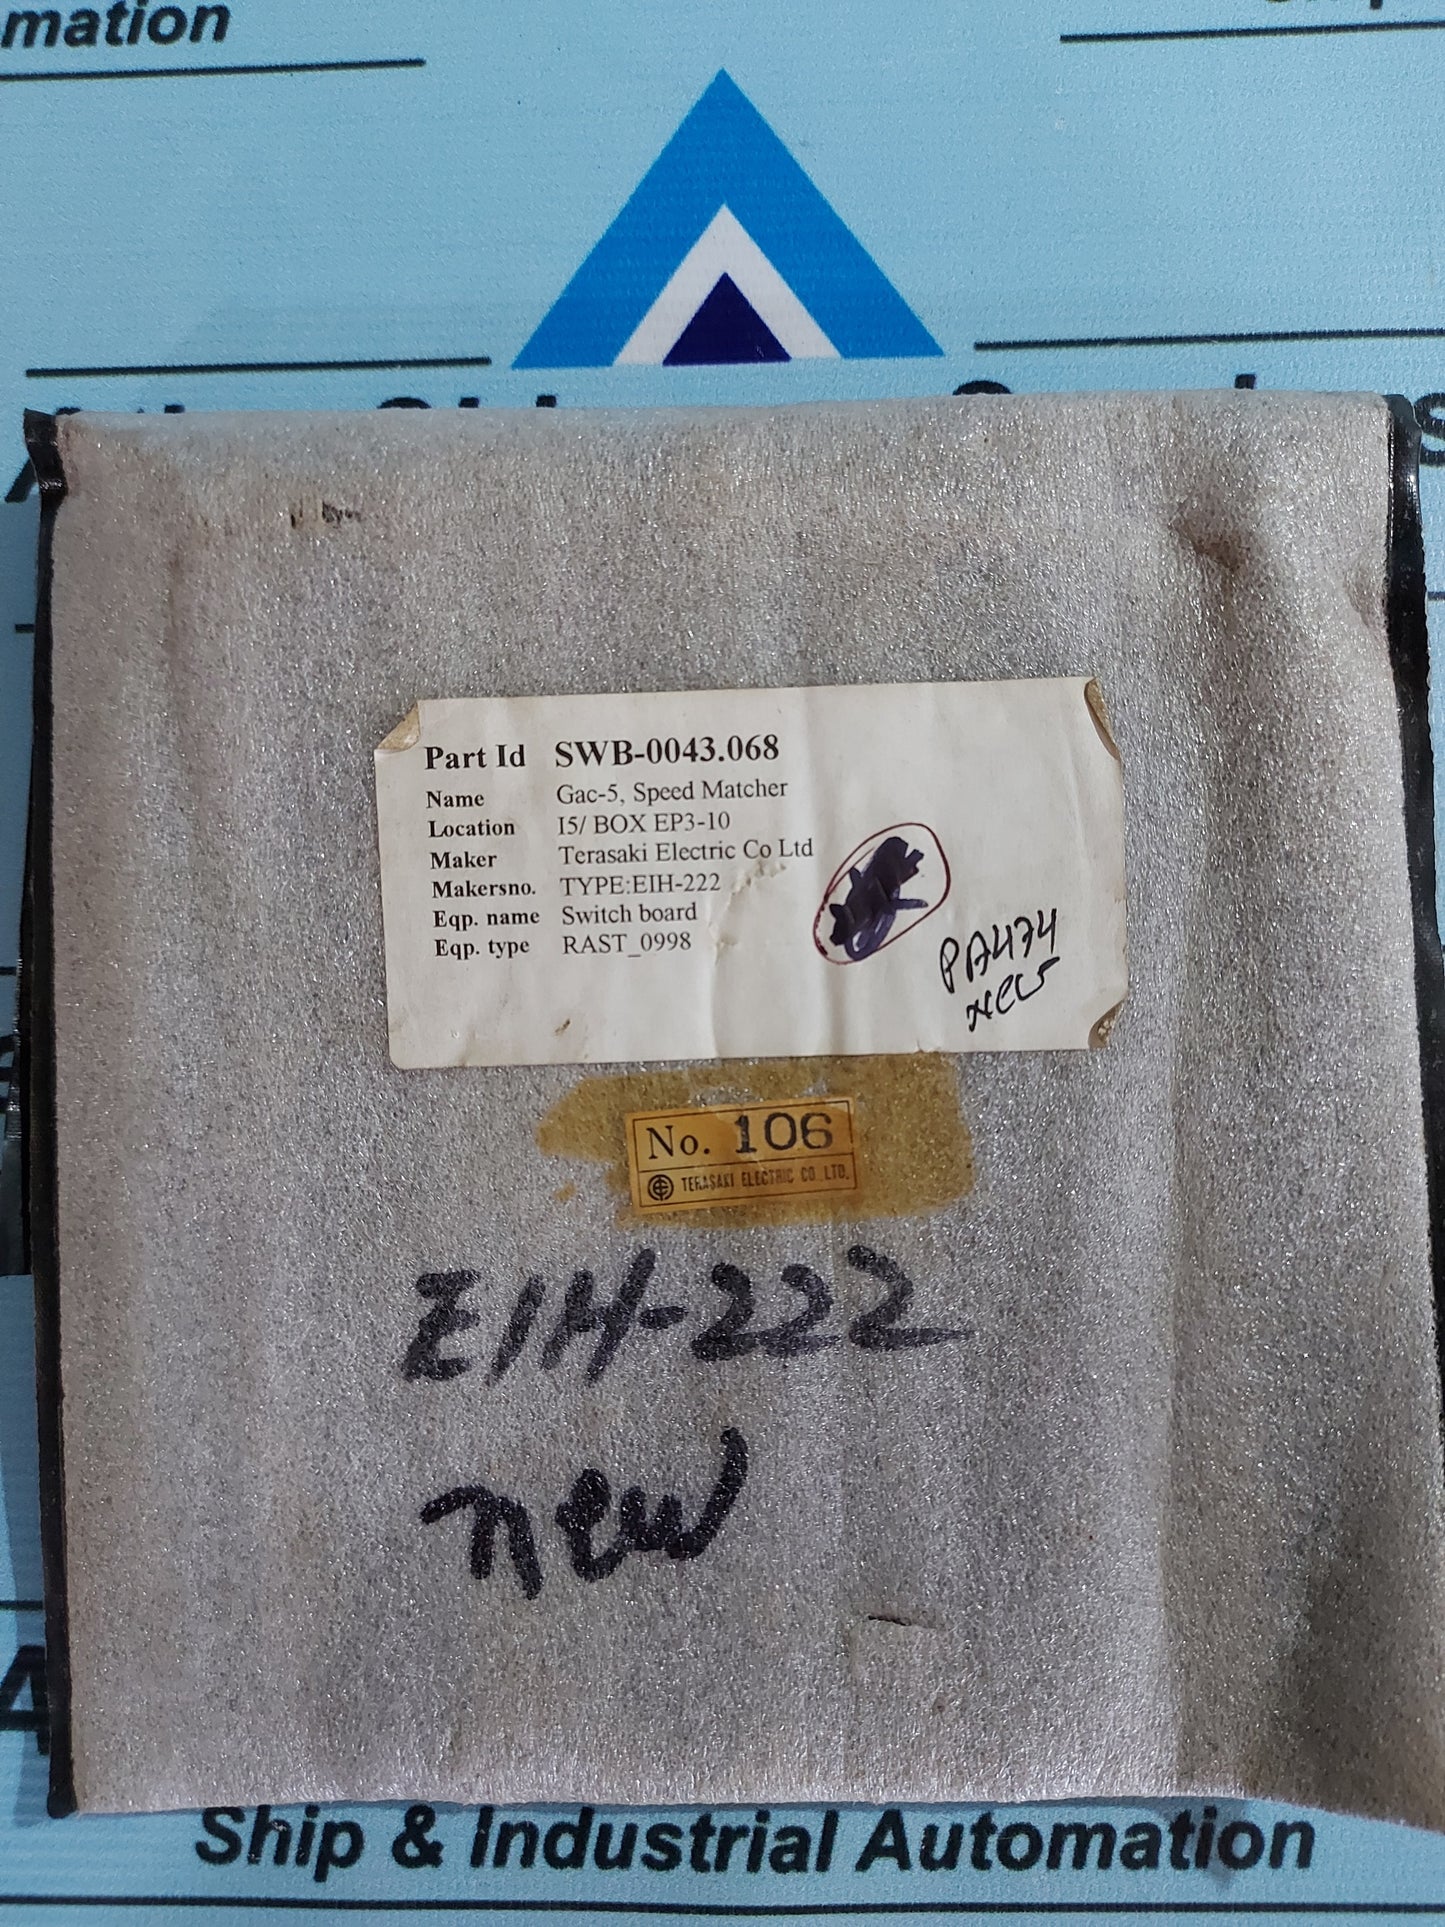 mation
Part Id SWB-0043.068
Name Gac-5, Speed Matcher
Location I5/ BOX EP3-10
Maker Terasaki Electric Co Ltd
Makersno. TYPE:EIH-222
Eqp. name Switch board
Eqp. type RAST_0998
PA474
New
No. 106
TERASAKI ELECTRIC CO.,LTD.
EIH-222
new
Ship & Industrial Automation